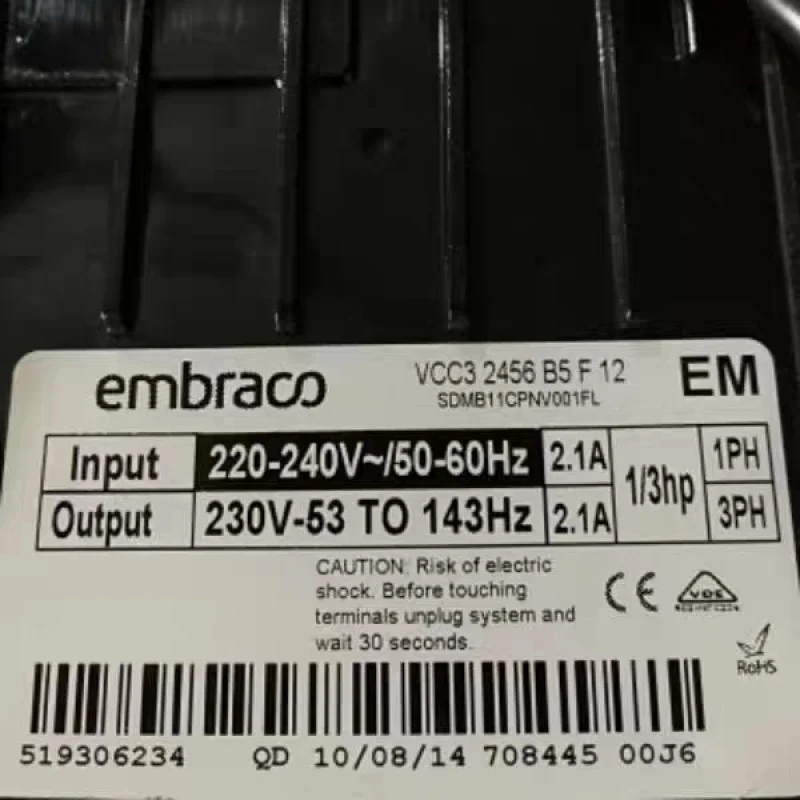 embraco VCC3 2456 B5 F 12 EM
SDMB11CPNV001FL
Input 220-240V~/50-60Hz 2.1A 1/3hp 1PH
Output 230V-53 TO 143Hz 2.1A 3PH
CAUTION: Risk of electric
shock. Before touching
terminals unplug system and
wait 30 seconds.
CE VDE
RoHS
519306234 QD 10/08/14 708445 00J6